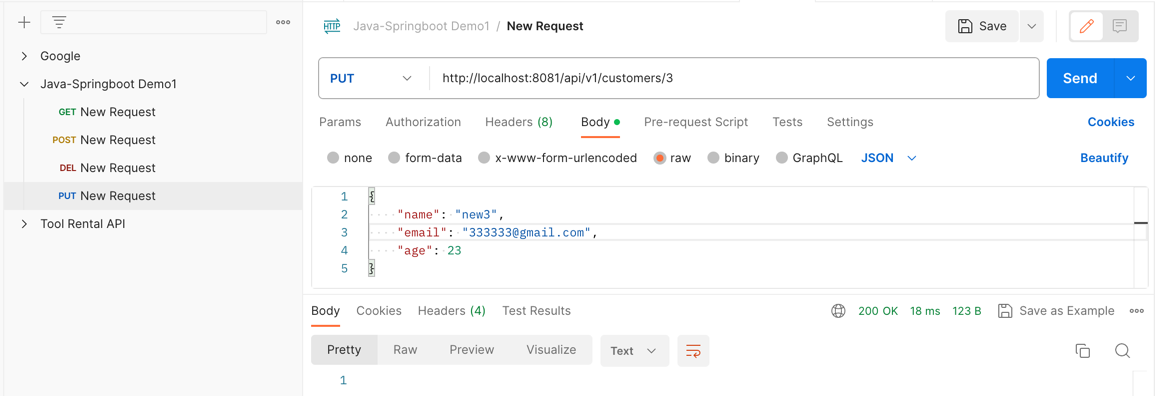 Google
Java-Springboot Demo1
GET New Request
POST New Request
DEL New Request
PUT New Request
Tool Rental API
HTTP Java-Springboot Demo1 / New Request
Save
PUT http://localhost:8081/api/v1/customers/3
Send
Params Authorization Headers (8) Body Pre-request Script Tests Settings Cookies
none form-data x-www-form-urlencoded raw binary GraphQL JSON Beautify
1 {
2 "name": "new3",
3 "email": "333333@gmail.com",
4 "age": 23
5 }
Body Cookies Headers (4) Test Results 200 OK 18 ms 123 B Save as Example
Pretty Raw Preview Visualize Text
1